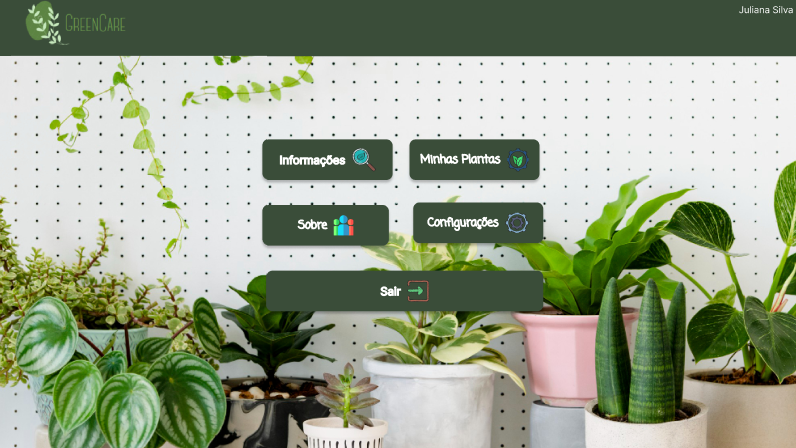 GreenCare
Juliana Silva
Informações
Minhas Plantas
Sobre
Configurações
Sair